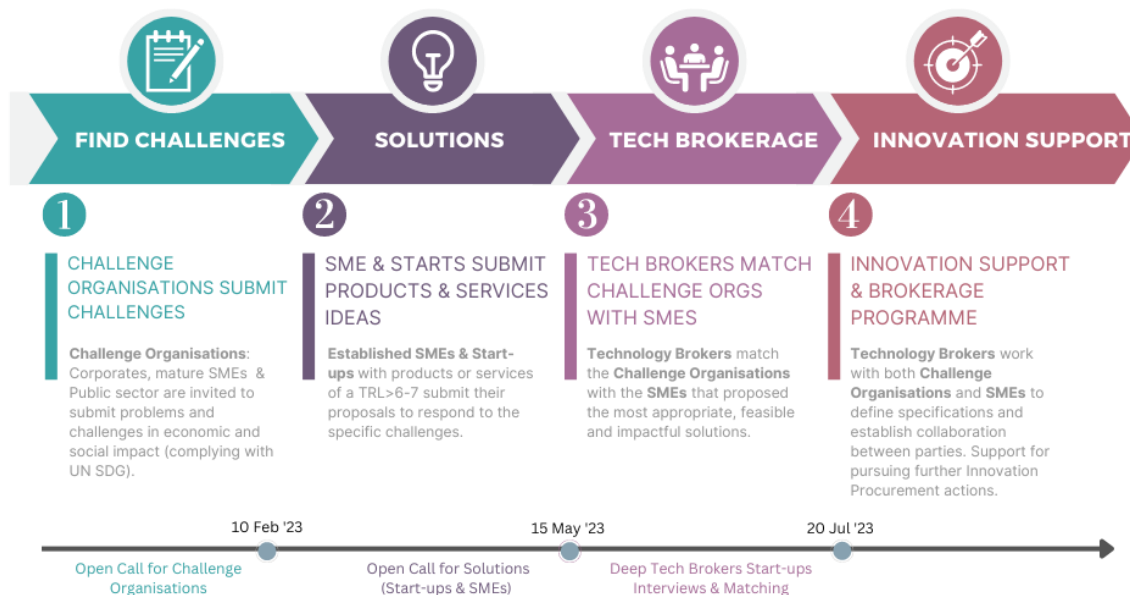 FIND CHALLENGES
SOLUTIONS
TECH BROKERAGE
INNOVATION SUPPORT
1
CHALLENGE
ORGANISATIONS SUBMIT
CHALLENGES
Challenge Organisations:
Corporates, mature SMEs &
Public sector are invited to
submit problems and
challenges in economic and
social impact (complying with
UN SDG).
2
SME & STARTS SUBMIT
PRODUCTS & SERVICES
IDEAS
Established SMEs & Start-
ups with products or services
of a TRL>6-7 submit their
proposals to respond to the
specific challenges.
3
TECH BROKERS MATCH
CHALLENGE ORGS
WITH SMES
Technology Brokers match
the Challenge Organisations
with the SMEs that proposed
the most appropriate, feasible
and impactful solutions.
4
INNOVATION SUPPORT
& BROKERAGE
PROGRAMME
Technology Brokers work
with both Challenge
Organisations and SMEs to
define specifications and
establish collaboration
between parties. Support for
pursuing further Innovation
Procurement actions.
10 Feb '23
15 May '23
20 Jul '23
Open Call for Challenge
Organisations
Open Call for Solutions
(Start-ups & SMEs)
Deep Tech Brokers Start-ups
Interviews & Matching